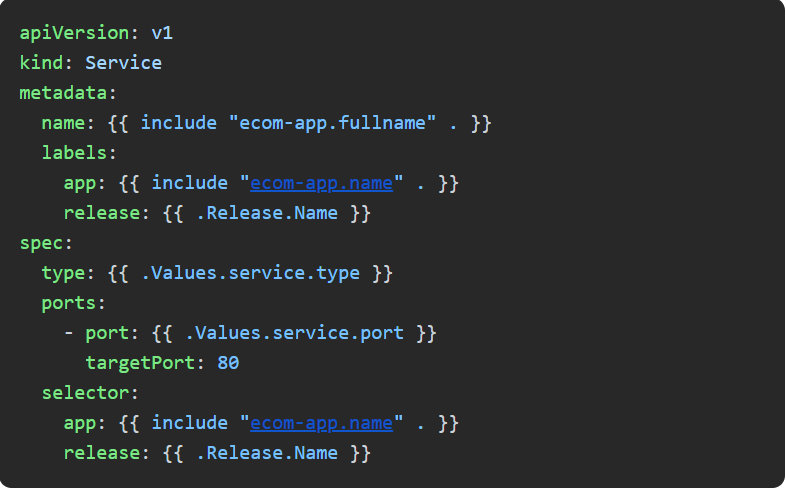 apiVersion: v1
kind: Service
metadata:
  name: {{ include "ecom-app.fullname" . }}
  labels:
    app: {{ include "ecom-app.name" . }}
    release: {{ .Release.Name }}
spec:
  type: {{ .Values.service.type }}
  ports:
    - port: {{ .Values.service.port }}
      targetPort: 80
  selector:
    app: {{ include "ecom-app.name" . }}
    release: {{ .Release.Name }}